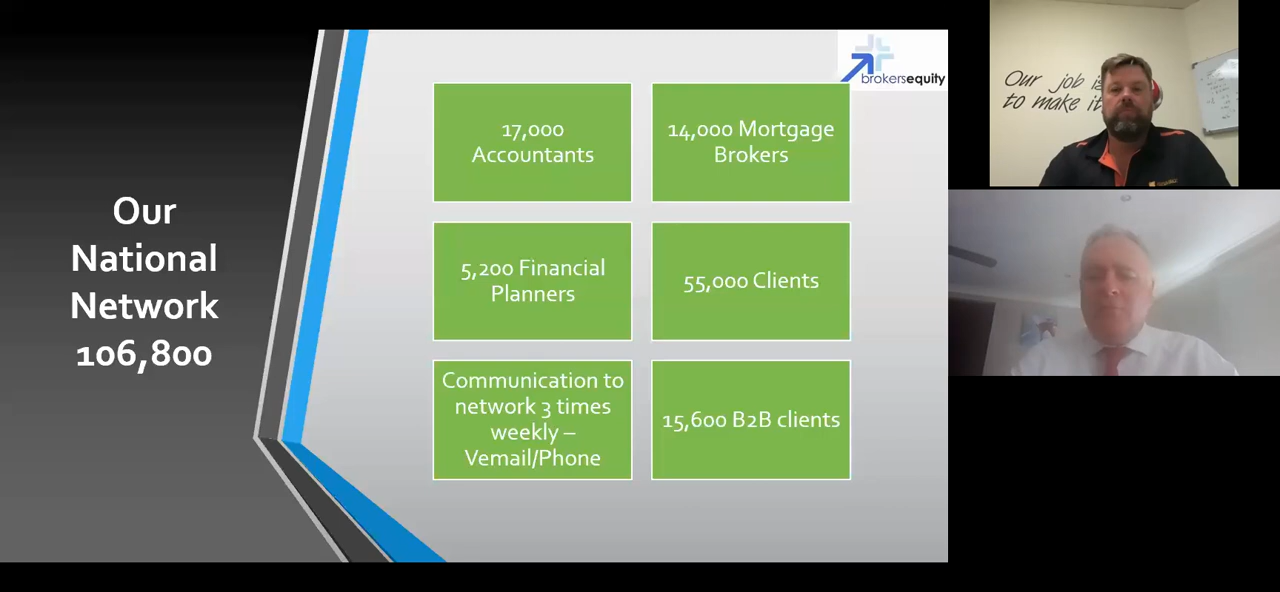 Our
National
Network
106,800
brokersequity
17,000
Accountants
14,000 Mortgage
Brokers
5,200 Financial
Planners
55,000 Clients
Communication to
network 3 times
weekly –
Vemail/Phone
15,600 B2B clients
Our job is
to make it